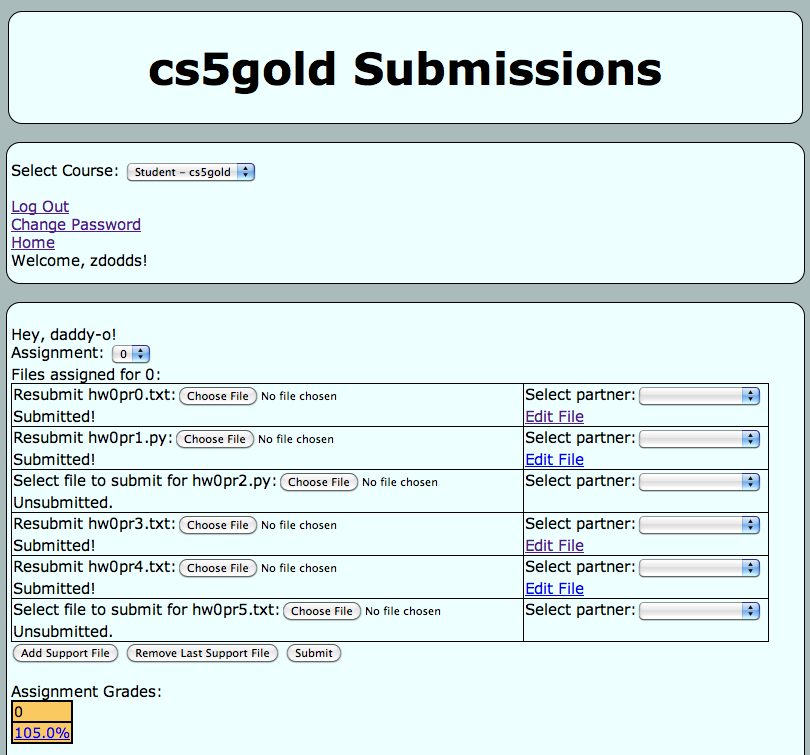 cs5gold Submissions
Select Course: Student - cs5gold
Log Out
Change Password
Home
Welcome, zdodds!
Hey, daddy-o!
Assignment: 0
Files assigned for 0:
Resubmit hw0pr0.txt: Choose File No file chosen Select partner:
Submitted! Edit File
Resubmit hw0pr1.py: Choose File No file chosen Select partner:
Submitted! Edit File
Select file to submit for hw0pr2.py: Choose File No file chosen Select partner:
Unsubmitted.
Resubmit hw0pr3.txt: Choose File No file chosen Select partner:
Submitted! Edit File
Resubmit hw0pr4.txt: Choose File No file chosen Select partner:
Submitted! Edit File
Select file to submit for hw0pr5.txt: Choose File No file chosen Select partner:
Unsubmitted.
Add Support File Remove Last Support File Submit
Assignment Grades:
0
105.0%